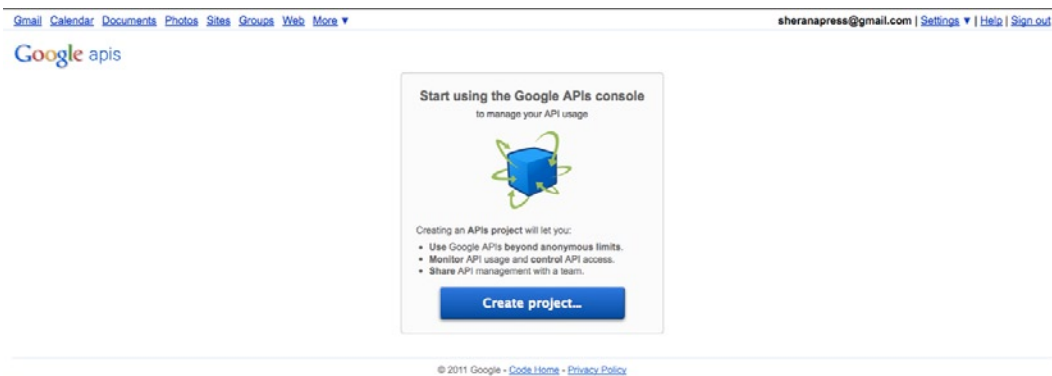 Gmail Calendar Documents Photos Sites Groups Web More ▼
sheranapress@gmail.com | Settings ▼ | Help | Sign out
Google apis
Start using the Google APIs console
to manage your API usage
Creating an APIs project will let you:
• Use Google APIs beyond anonymous limits.
• Monitor API usage and control API access.
• Share API management with a team.
Create project...
© 2011 Google - Code Home - Privacy Policy